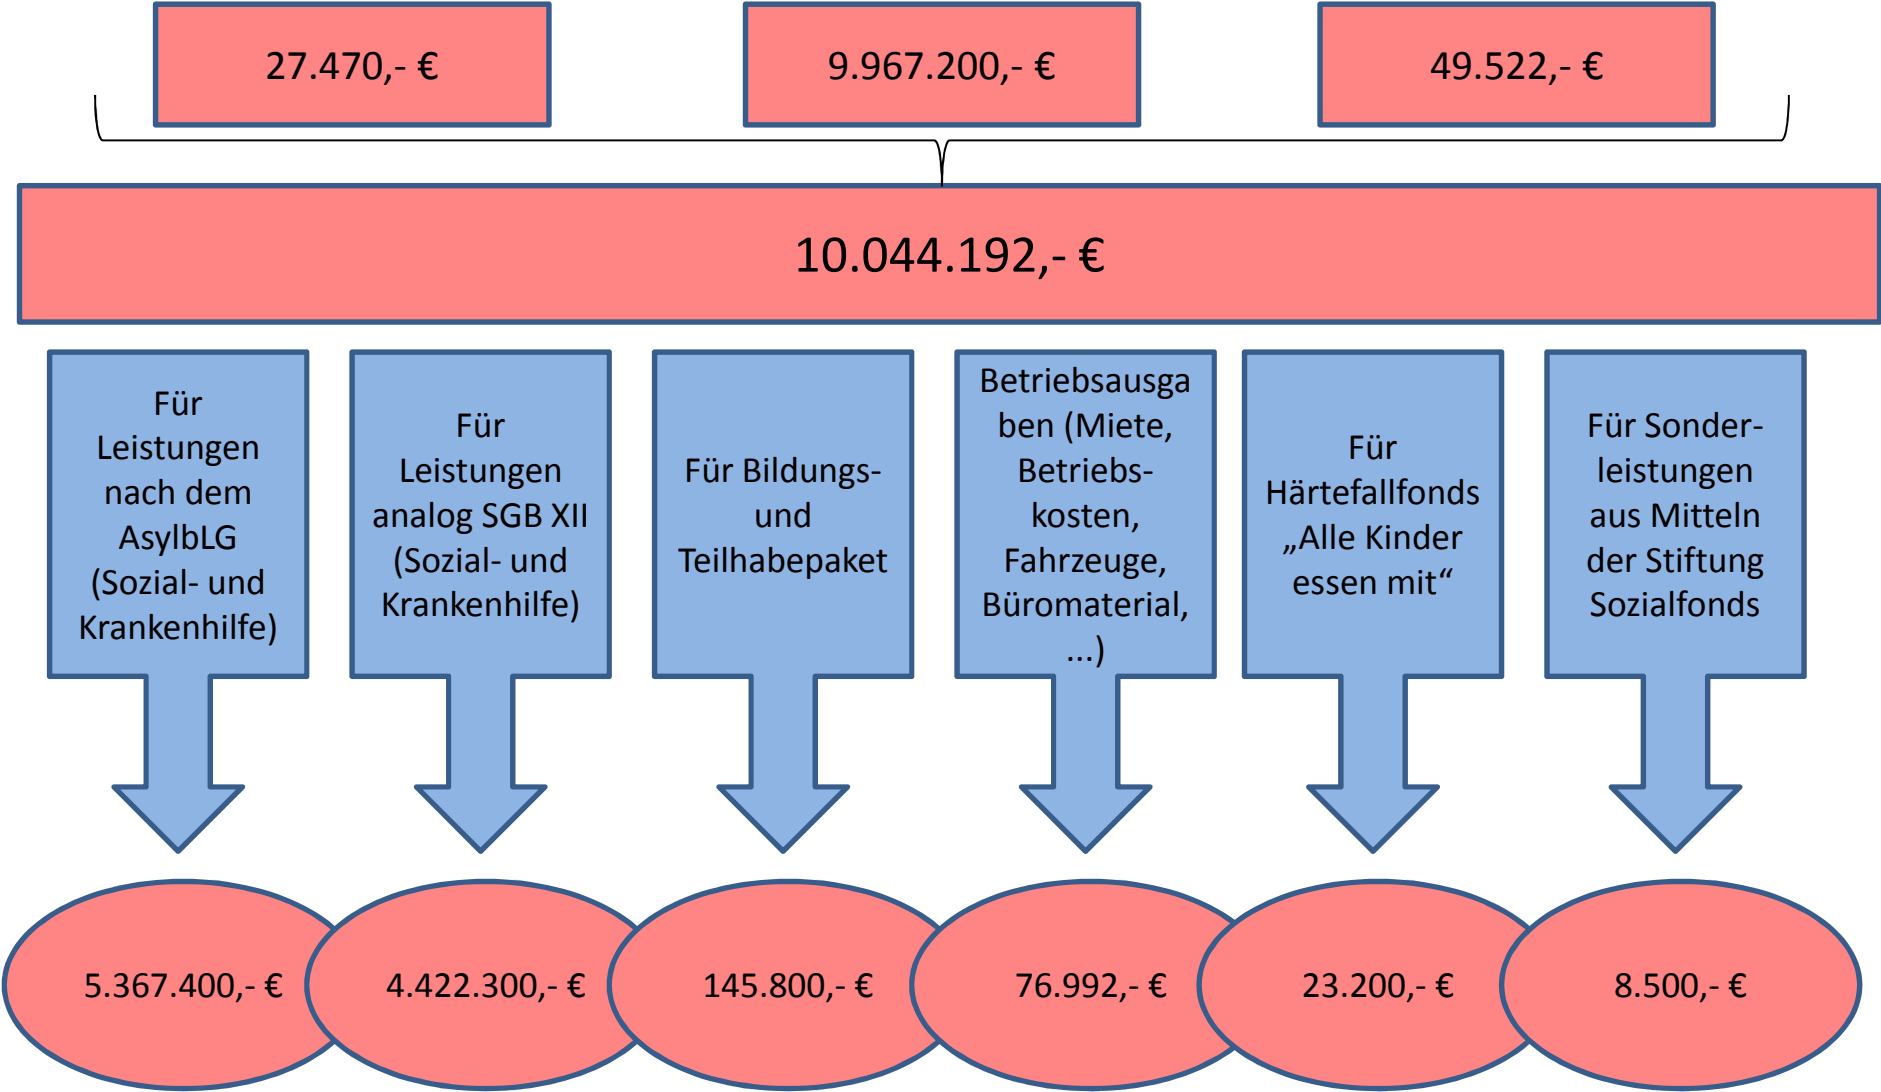 27.470,- €
9.967.200,- €
49.522,- €
10.044.192,- €
Für
Leistungen
nach dem
AsylbLG
(Sozial- und
Krankenhilfe)
Für
Leistungen
analog SGB XII
(Sozial- und
Krankenhilfe)
Für Bildungs-
und
Teilhabepaket
Betriebsausga
ben (Miete,
Betriebs-
kosten,
Fahrzeuge,
Büromaterial,
...)
Für
Härtefallfonds
„Alle Kinder
essen mit“
Für Sonder-
leistungen
aus Mitteln
der Stiftung
Sozialfonds
5.367.400,- €
4.422.300,- €
145.800,- €
76.992,- €
23.200,- €
8.500,- €